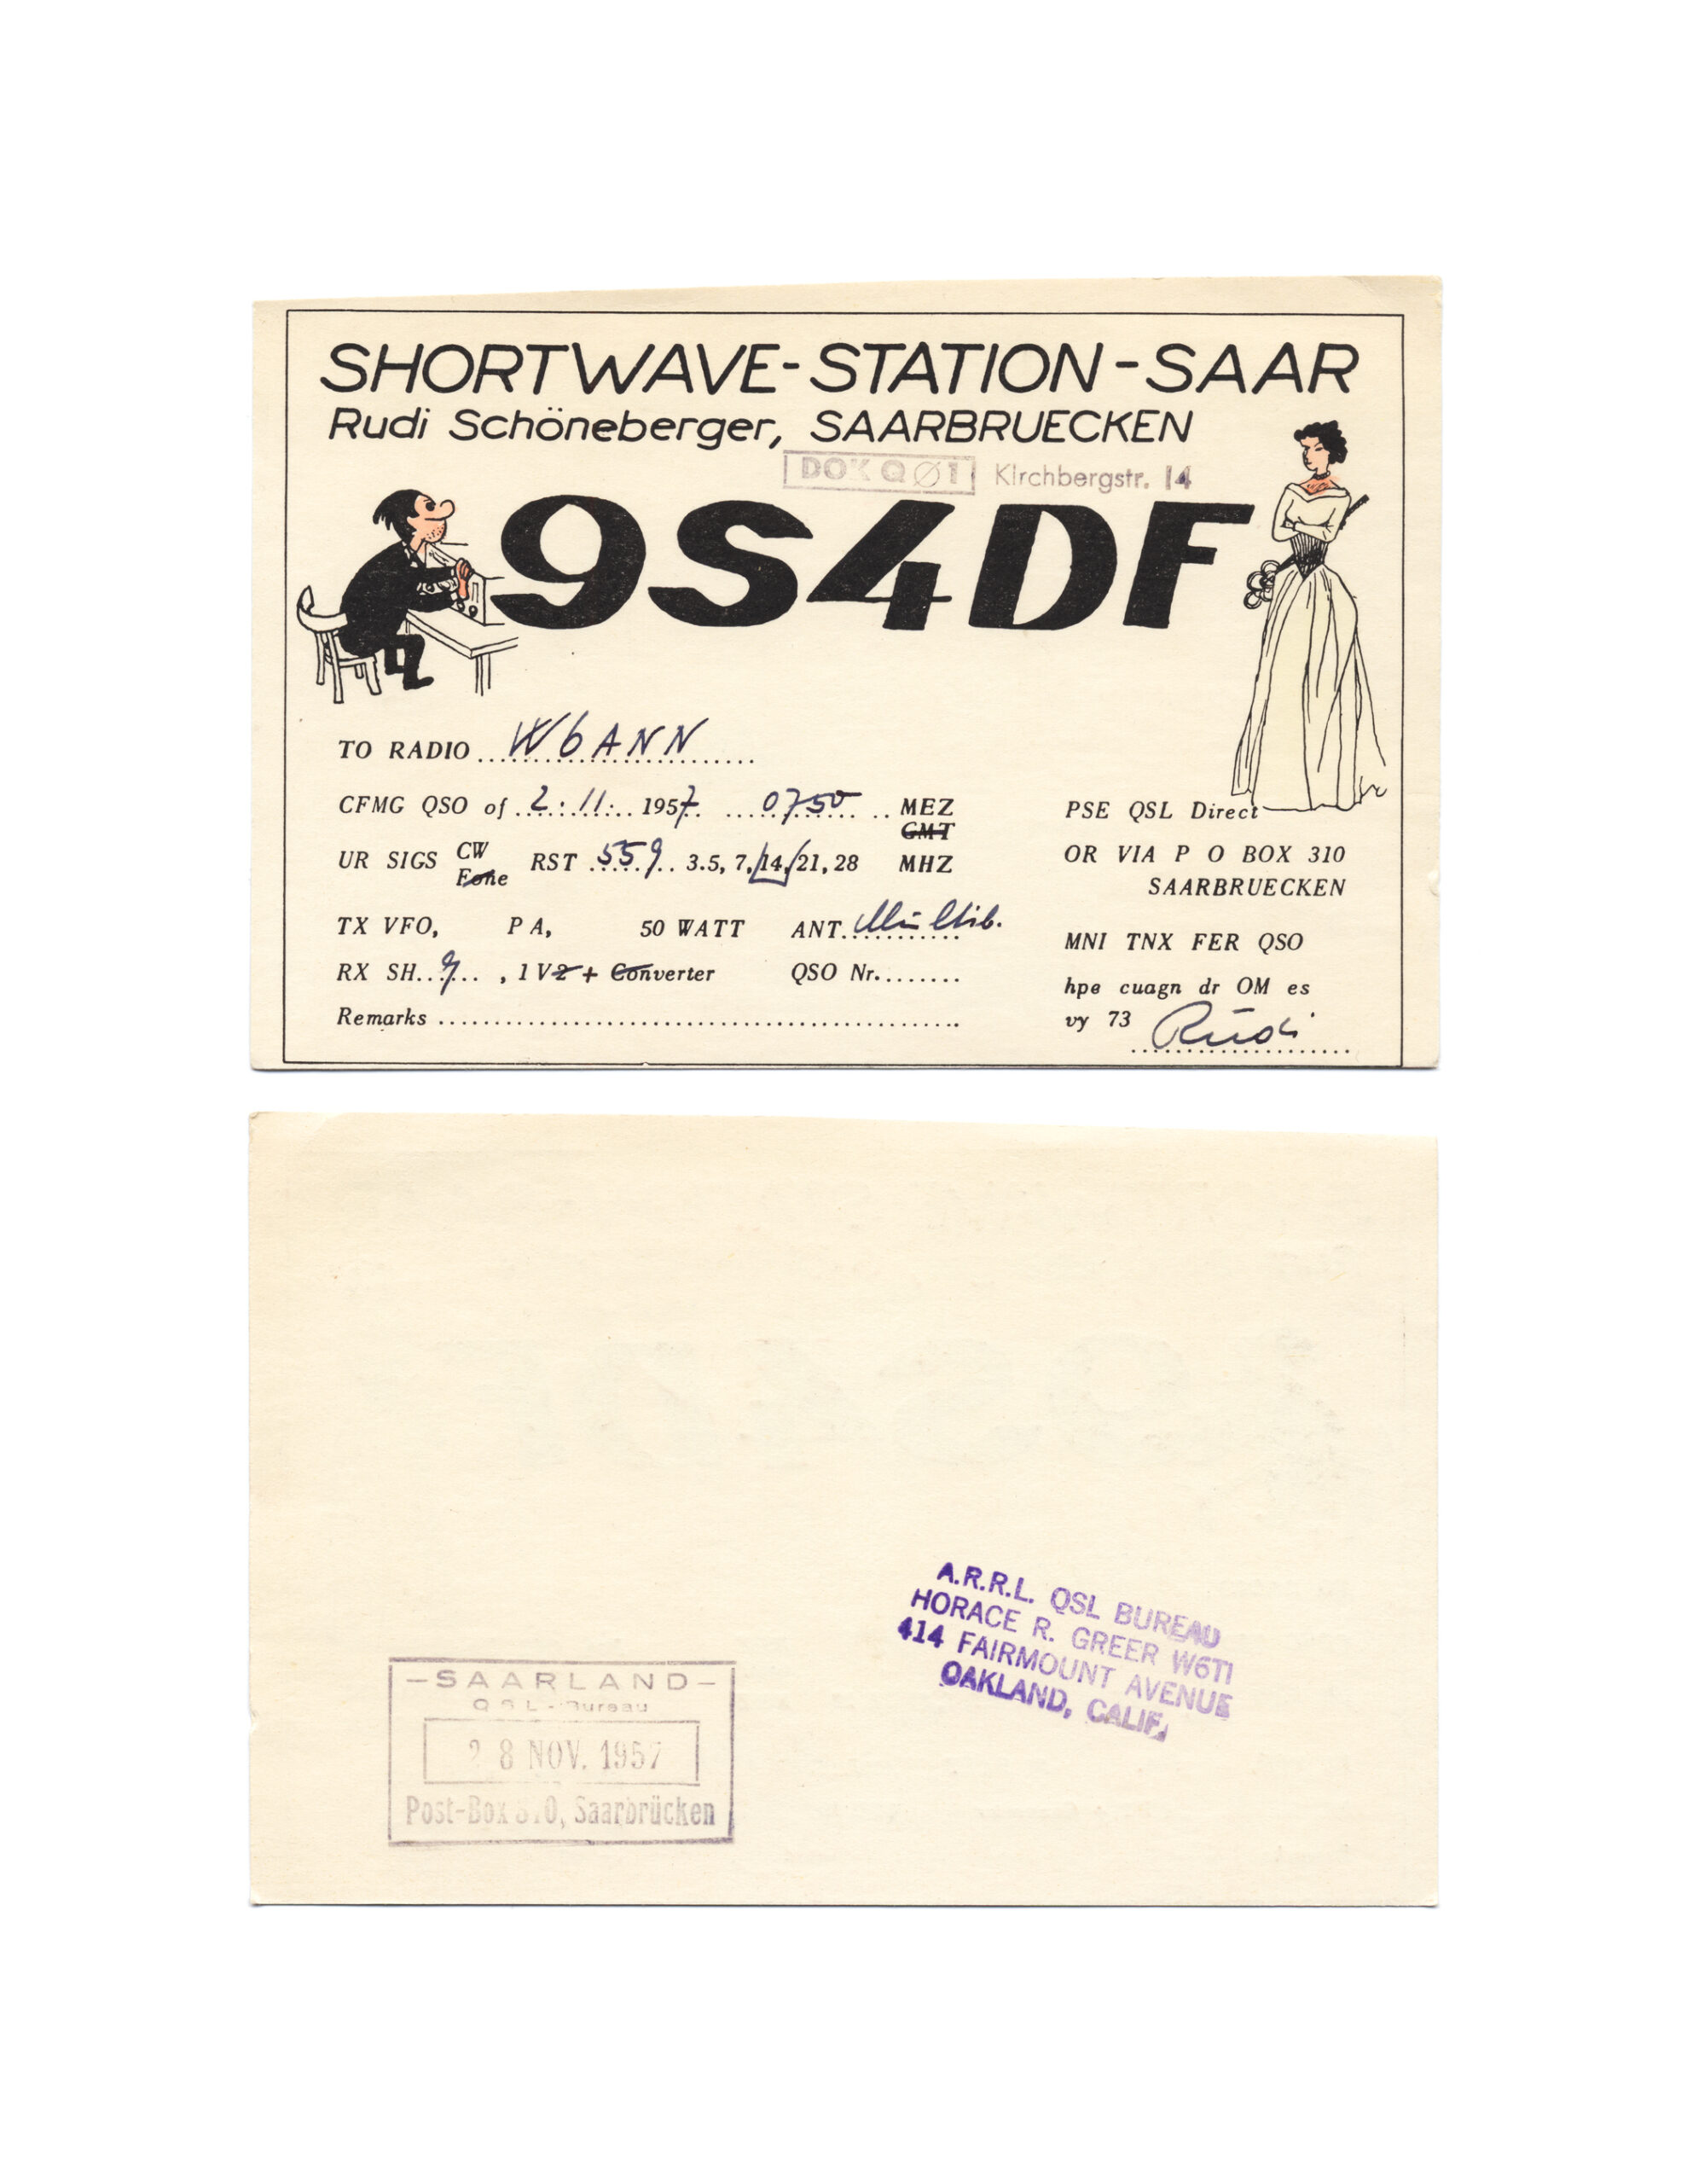 SHORTWAVE-STATION-SAAR
Rudi Schöneberger, SAARBRUECKEN
DOK Q Ø1 Kirchbergstr. 14
9S4DF
TO RADIO W6ANN
CFMG QSO of 2.11. 1957 0750 MEZ
GMT
UR SIGS CW RST 559 3.5, 7, 14, 21, 28 MHZ
Fone
TX VFO, PA, 50 WATT ANT. Multib.
RX SH 9, 1 V2 + Converter QSO Nr.
Remarks
PSE QSL Direct
OR VIA P O BOX 310
SAARBRUECKEN
MNI TNX FER QSO
hpe cuagn dr OM es
vy 73 Rudi
A.R.R.L. QSL BUREAU
HORACE R. GREER W6TI
414 FAIRMOUNT AVENUE
OAKLAND, CALIF.
-SAARLAND-
QSL-Bureau
28 NOV. 1957
Post-Box 310, Saarbrücken